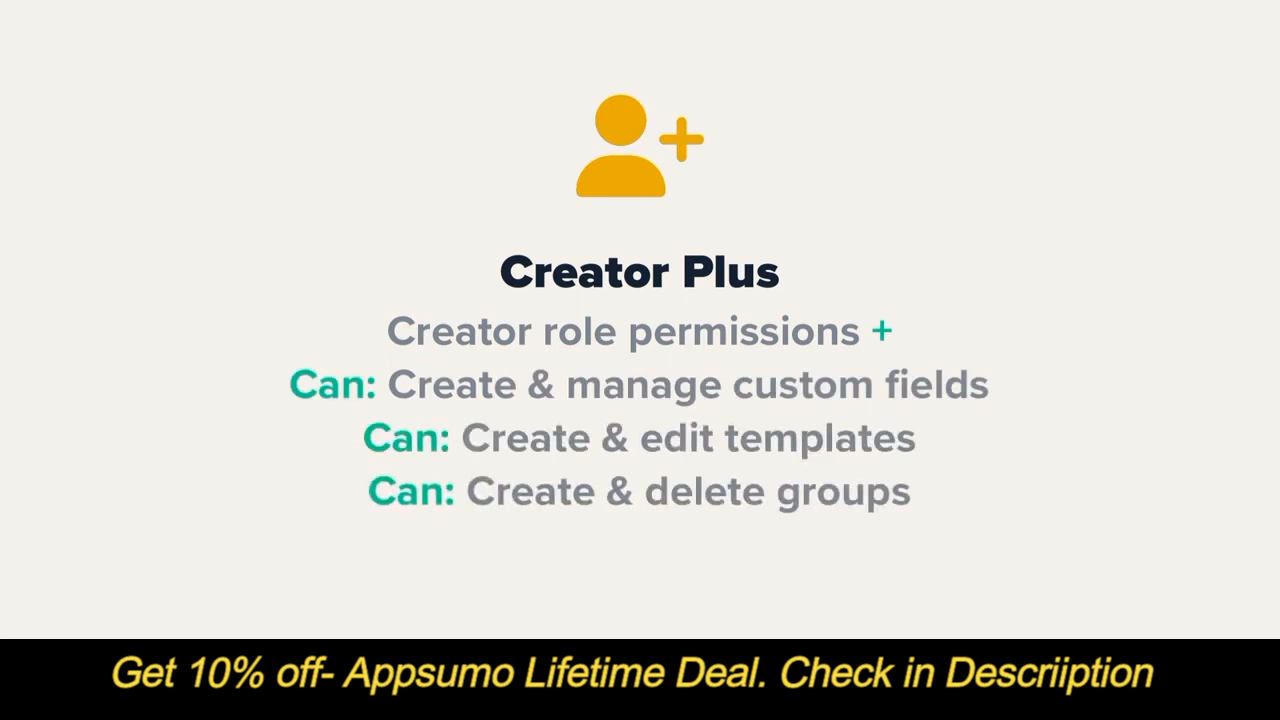 Creator Plus
Creator role permissions +
Can: Create & manage custom fields
Can: Create & edit templates
Can: Create & delete groups
Get 10% off- Appsumo Lifetime Deal. Check in Descriiption